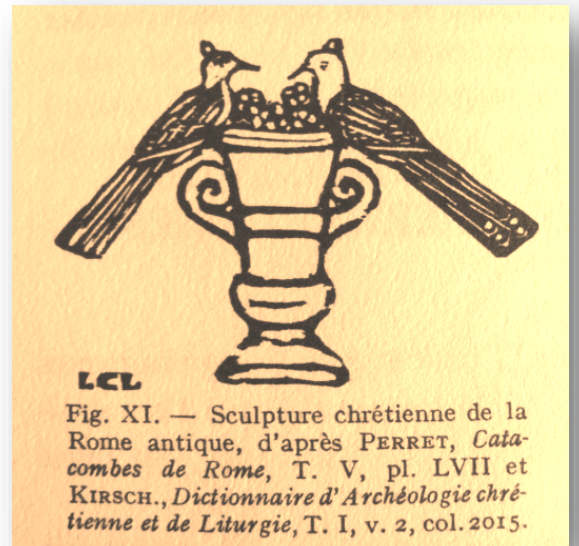 LCL
Fig. XI. — Sculpture chrétienne de la
Rome antique, d'après PERRET, Cata-
combes de Rome, T. V, pl. LVII et
KIRSCH., Dictionnaire d'Archéologie chré-
tienne et de Liturgie, T. I, v. 2, col. 2015.